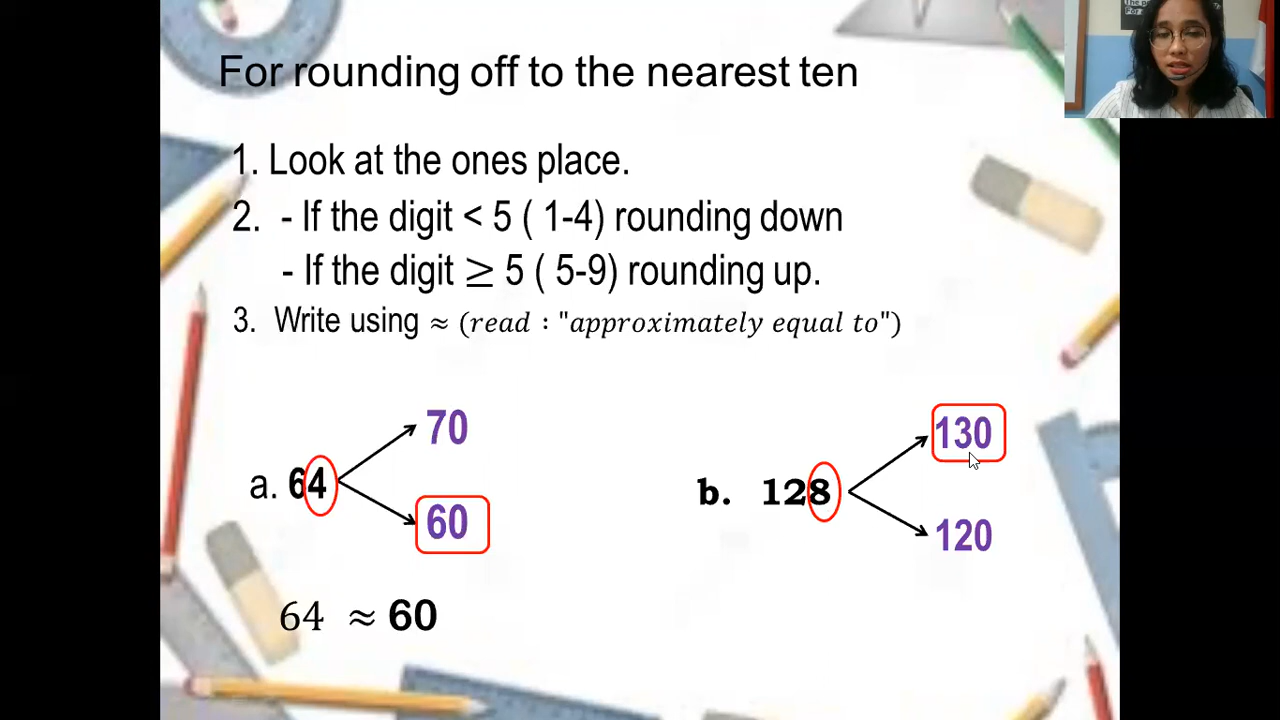 For rounding off to the nearest ten
1. Look at the ones place.
2. - If the digit < 5 ( 1-4) rounding down
- If the digit ≥ 5 ( 5-9) rounding up.
3. Write using ≈ (read : "approximately equal to")
70
a. 64
60
64 ≈ 60
130
b. 128
120